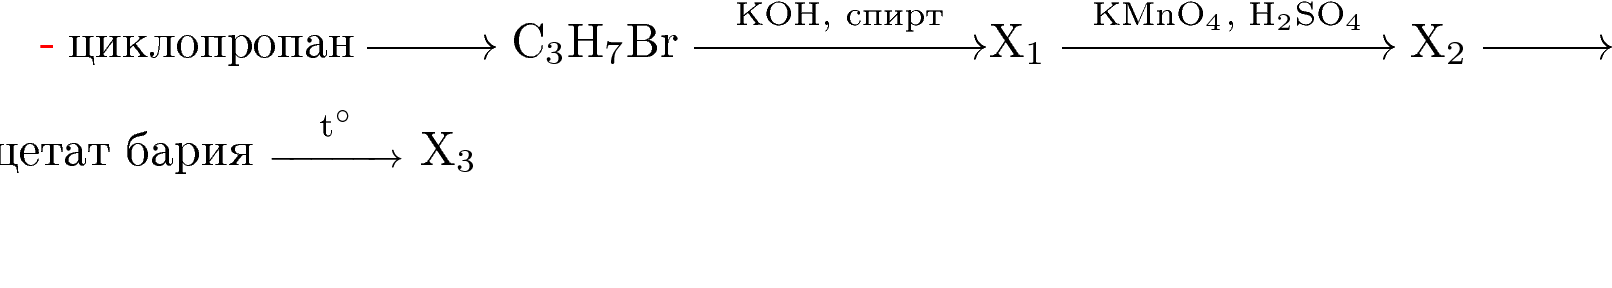 - циклопропан ⟶ C₃H₇Br ⟶ KOH, спирт X₁ ⟶ KMnO₄, H₂SO₄ X₂ ⟶
цетат бария ⟶ t° X₃